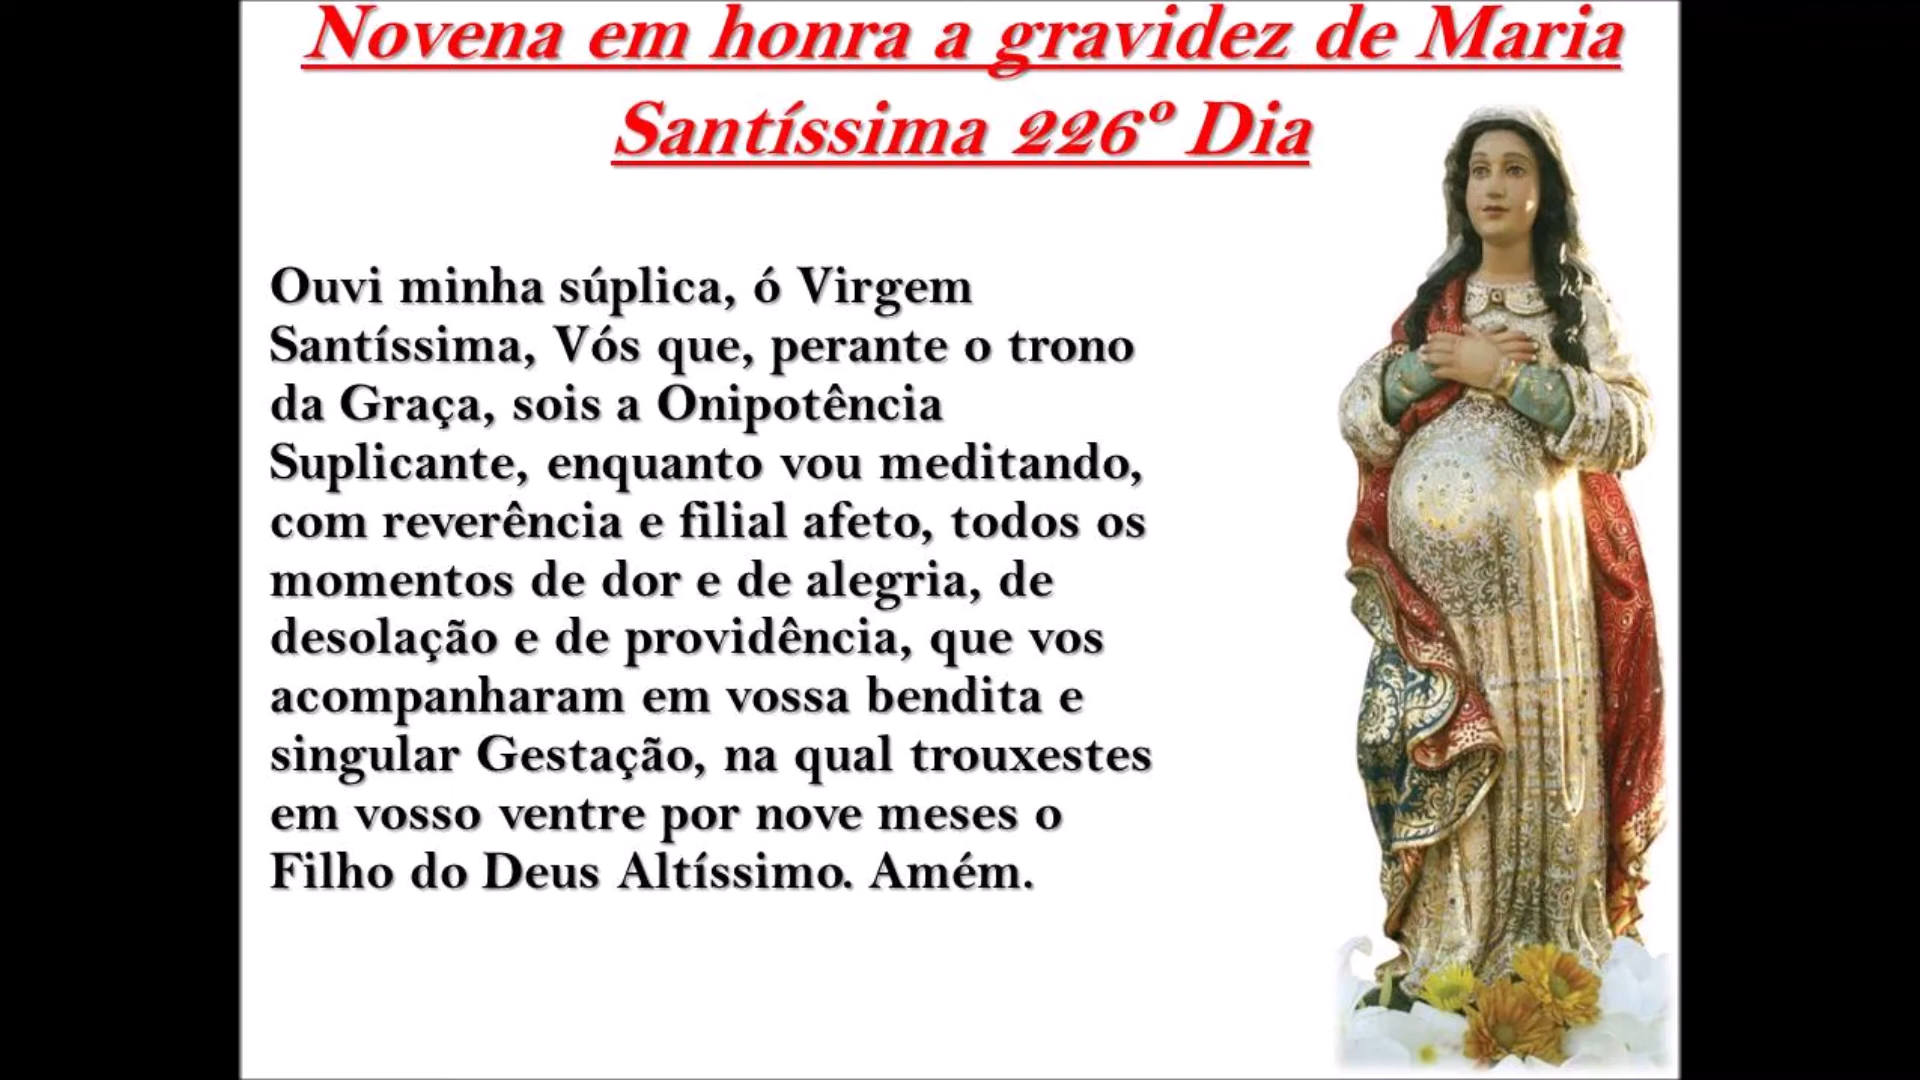 Novena em honra a gravidez de Maria
Santíssima 226º Dia
Ouvi minha súplica, ó Virgem
Santíssima, Vós que, perante o trono
da Graça, sois a Onipotência
Suplicante, enquanto vou meditando,
com reverência e filial afeto, todos os
momentos de dor e de alegria, de
desolação e de providência, que vos
acompanharam em vossa bendita e
singular Gestação, na qual trouxestes
em vosso ventre por nove meses o
Filho do Deus Altíssimo. Amém.